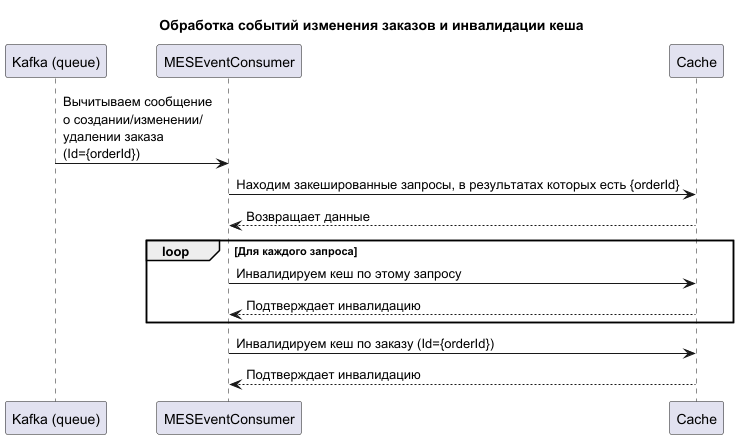 Обработка событий изменения заказов и инвалидации кеша
Kafka (queue)
MESEventConsumer
Cache
Вычитываем сообщение
о создании/изменении/
удалении заказа
(Id={orderId})
Находим закешированные запросы, в результатах которых есть {orderId}
Возвращает данные
loop
[Для каждого запроса]
Инвалидируем кеш по этому запросу
Подтверждает инвалидацию
Инвалидируем кеш по заказу (Id={orderId})
Подтверждает инвалидацию
Kafka (queue)
MESEventConsumer
Cache